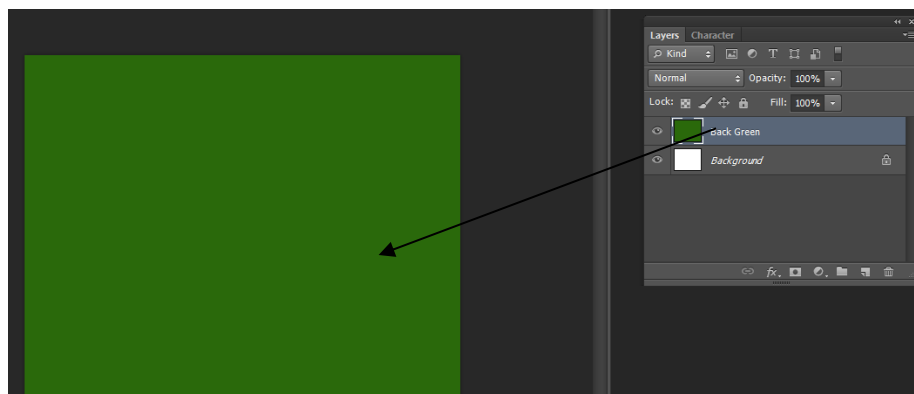 Layers Character
Kind
Normal Opacity: 100%
Lock: Fill: 100%
Back Green
Background
fx.